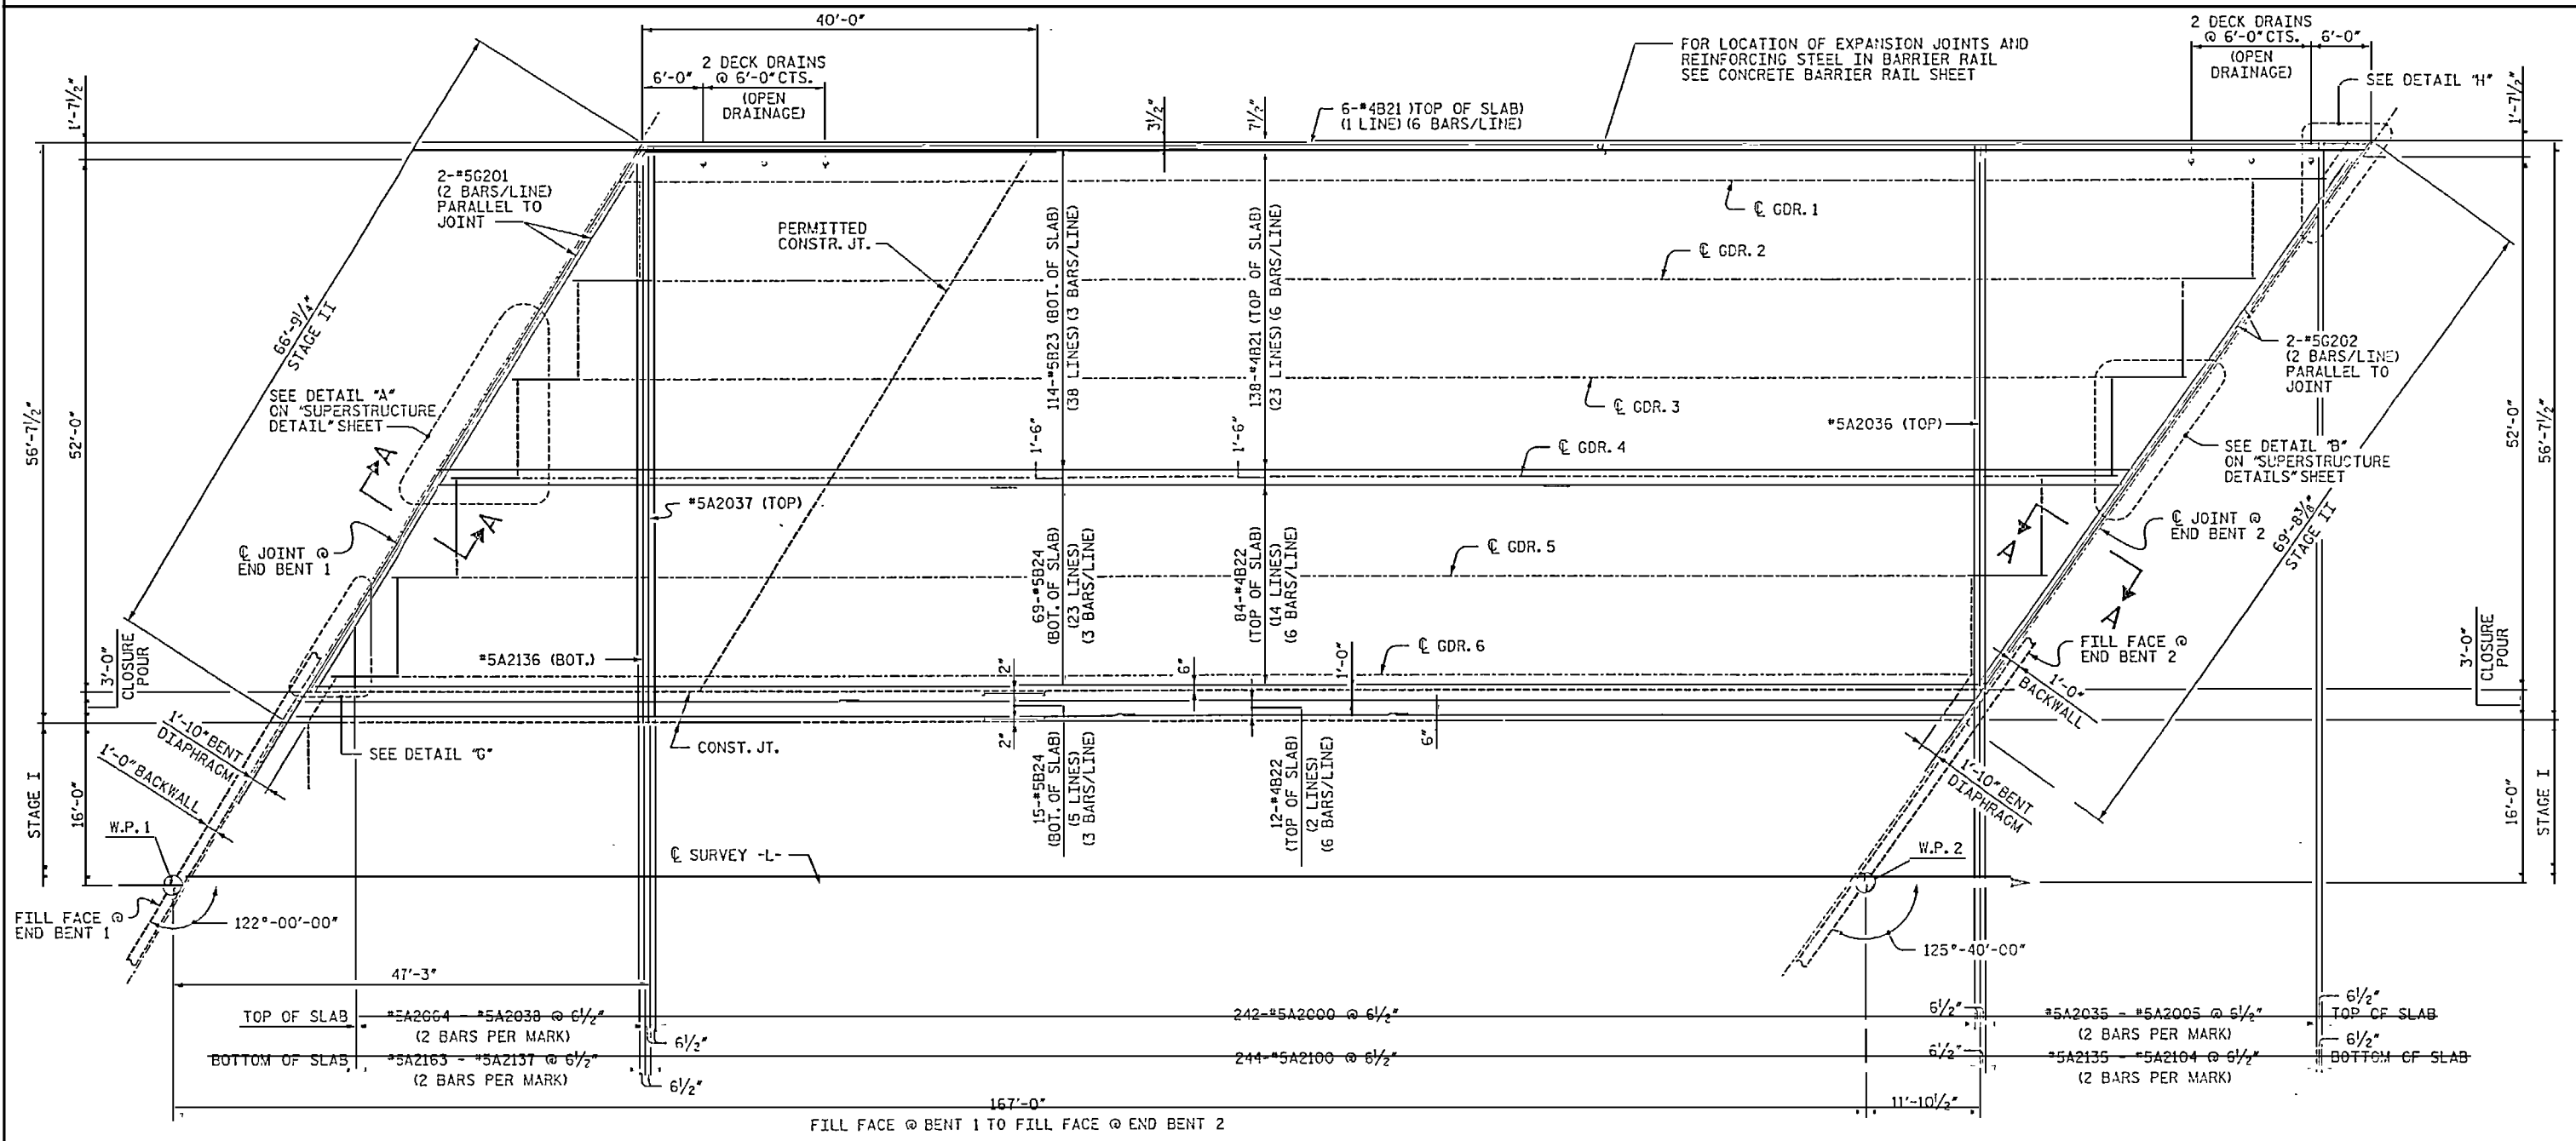 40'-0"
2 DECK DRAINS
@ 6'-0"CTS.
(OPEN
DRAINAGE)
6'-0"
FOR LOCATION OF EXPANSION JOINTS AND
REINFORCING STEEL IN BARRIER RAIL
SEE CONCRETE BARRIER RAIL SHEET
2 DECK DRAINS
@ 6'-0"CTS.
(OPEN
DRAINAGE)
6'-0"
SEE DETAIL "H"
1'-7½"
1'-7½"
3½"
7½"
6-#4B21 )TOP OF SLAB)
(1 LINE)(6 BARS/LINE)
2-#5G201
(2 BARS/LINE)
PARALLEL TO
JOINT
PERMITTED
CONSTR. JT.
℄ GDR. 1
℄ GDR. 2
℄ GDR. 3
℄ GDR. 4
℄ GDR. 5
℄ GDR. 6
114-#5B23 (BOT. OF SLAB)
(38 LINES)(3 BARS/LINE)
138-#4B21 (TOP OF SLAB)
(23 LINES)(6 BARS/LINE)
66'-9¼"
STAGE II
56'-7½"
52'-0"
SEE DETAIL "A"
ON "SUPERSTRUCTURE
DETAIL" SHEET
A
A
1'-6"
1'-6"
#5A2036 (TOP)
2-#5G202
(2 BARS/LINE)
PARALLEL TO
JOINT
SEE DETAIL "B"
ON "SUPERSTRUCTURE
DETAILS"SHEET
52'-0"
56'-7½"
#5A2037 (TOP)
℄ JOINT @
END BENT 1
℄ JOINT @
END BENT 2
69'-8⅜"
STAGE II
A
A
69-#5B24
(BOT. OF SLAB)
(23 LINES)
(3 BARS/LINE)
84-#4B22
(TOP OF SLAB)
(14 LINES)
(6 BARS/LINE)
3'-0"
CLOSURE
POUR
#5A2136 (BOT.)
2"
6"
1'-0"
FILL FACE @
END BENT 2
1'-0"
BACKWALL
3'-0"
CLOSURE
POUR
1'-10"BENT
DIAPHRAGM
1'-0"BACKWALL
SEE DETAIL "G"
CONST. JT.
2"
6"
15-#5B24
(BOT. OF SLAB)
(5 LINES)
(3 BARS/LINE)
12-#4B22
(TOP OF SLAB)
(2 LINES)
(6 BARS/LINE)
1'-10"BENT
DIAPHRAGM
STAGE I
16'-0"
16'-0"
STAGE I
W.P. 1
℄ SURVEY -L-
W.P. 2
FILL FACE @
END BENT 1
122°-00'-00"
125°-40'-00"
47'-3"
TOP OF SLAB
#5A2064 - #5A2038 @ 6½"
(2 BARS PER MARK)
6½"
242-#5A2000 @ 6½"
6½"
#5A2035 - #5A2005 @ 6½"
(2 BARS PER MARK)
6½"
TOP OF SLAB
BOTTOM OF SLAB
#5A2163 - #5A2137 @ 6½"
(2 BARS PER MARK)
6½"
244-#5A2100 @ 6½"
6½"
#5A2135 - #5A2104 @ 6½"
(2 BARS PER MARK)
6½"
BOTTOM OF SLAB
167'-0"
11'-10½"
FILL FACE @ BENT 1 TO FILL FACE @ END BENT 2